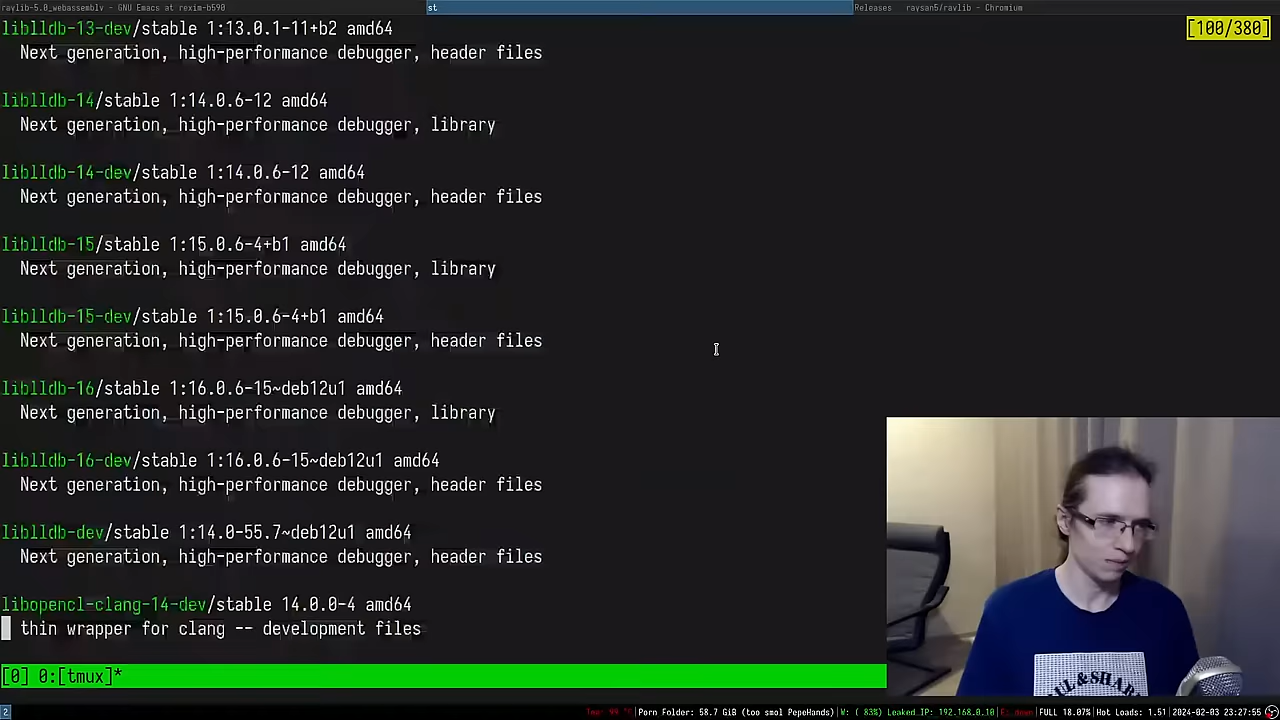 raylib-5.0_webassembly - GNU Emacs at rexim-b590
st
Releases raysan5/raylib - Chromium
liblldb-13-dev/stable 1:13.0.1-11+b2 amd64
[100/380]
Next generation, high-performance debugger, header files
liblldb-14/stable 1:14.0.6-12 amd64
Next generation, high-performance debugger, library
liblldb-14-dev/stable 1:14.0.6-12 amd64
Next generation, high-performance debugger, header files
liblldb-15/stable 1:15.0.6-4+b1 amd64
Next generation, high-performance debugger, library
liblldb-15-dev/stable 1:15.0.6-4+b1 amd64
Next generation, high-performance debugger, header files
liblldb-16/stable 1:16.0.6-15~deb12u1 amd64
Next generation, high-performance debugger, library
liblldb-16-dev/stable 1:16.0.6-15~deb12u1 amd64
Next generation, high-performance debugger, header files
liblldb-dev/stable 1:14.0-55.7~deb12u1 amd64
Next generation, high-performance debugger, header files
libopencl-clang-14-dev/stable 14.0.0-4 amd64
thin wrapper for clang -- development files
[0] 0:[tmux]*
2
Porn Folder: 58.7 GiB (too smol PepeHands) W: ( 83%) Leaked IP: 192.168.0.10 E: down FULL 18.07% Hot Loads: 1.51 2024-02-03 23:27:55